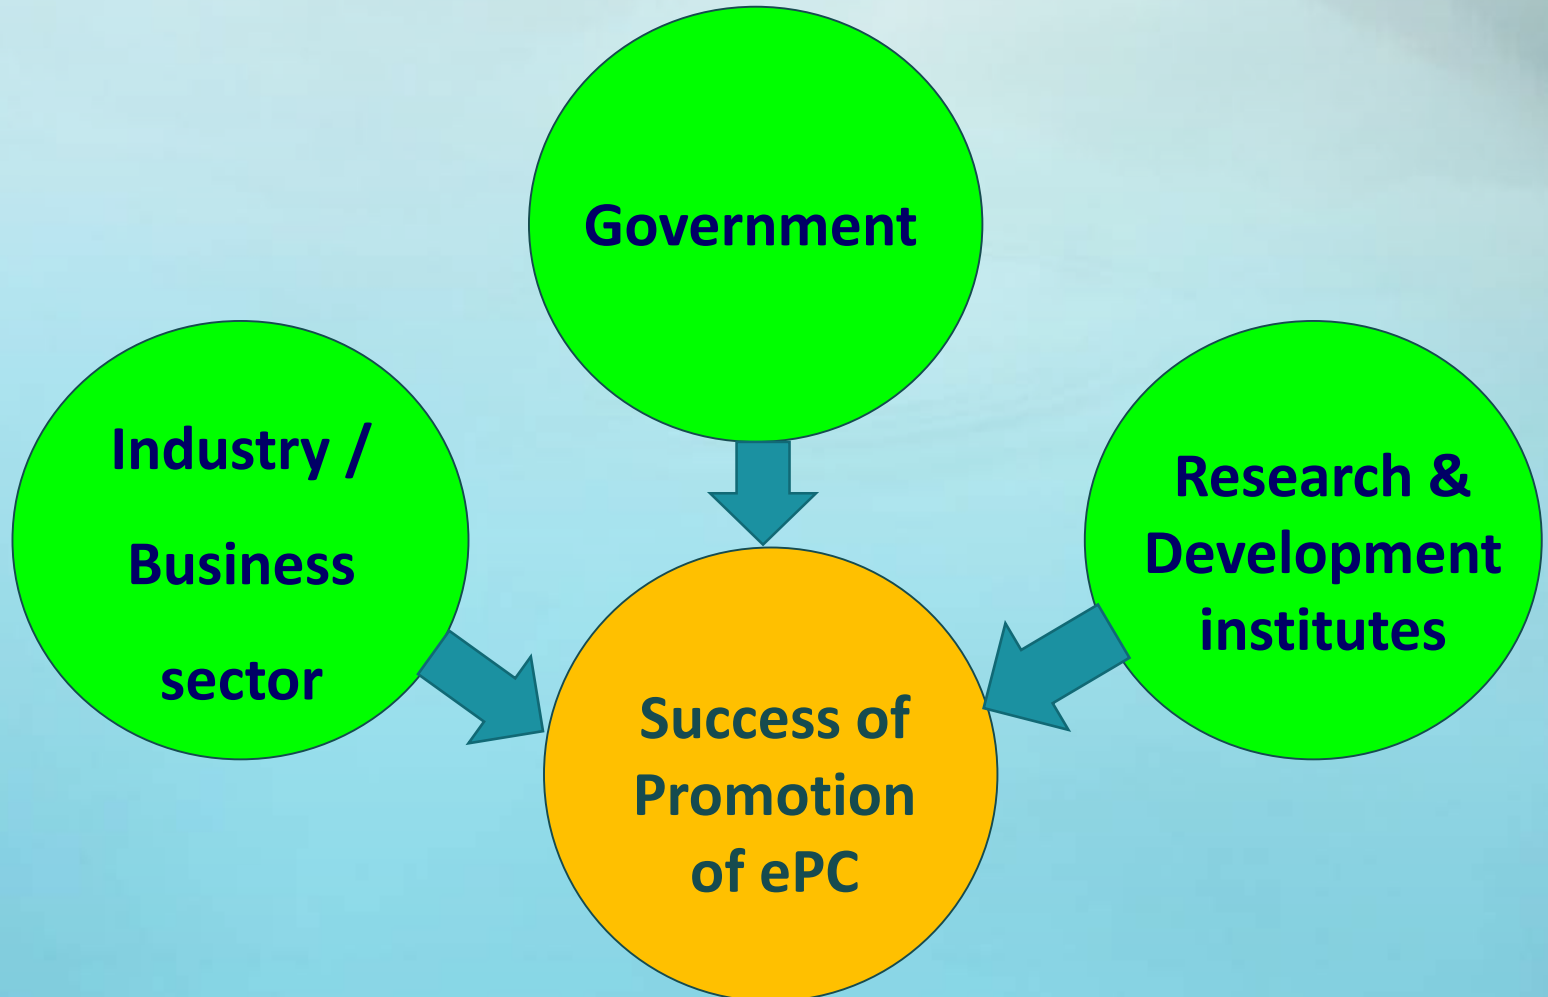 Government
Industry /
Business
sector
Research &
Development
institutes
Success of
Promotion
of ePC